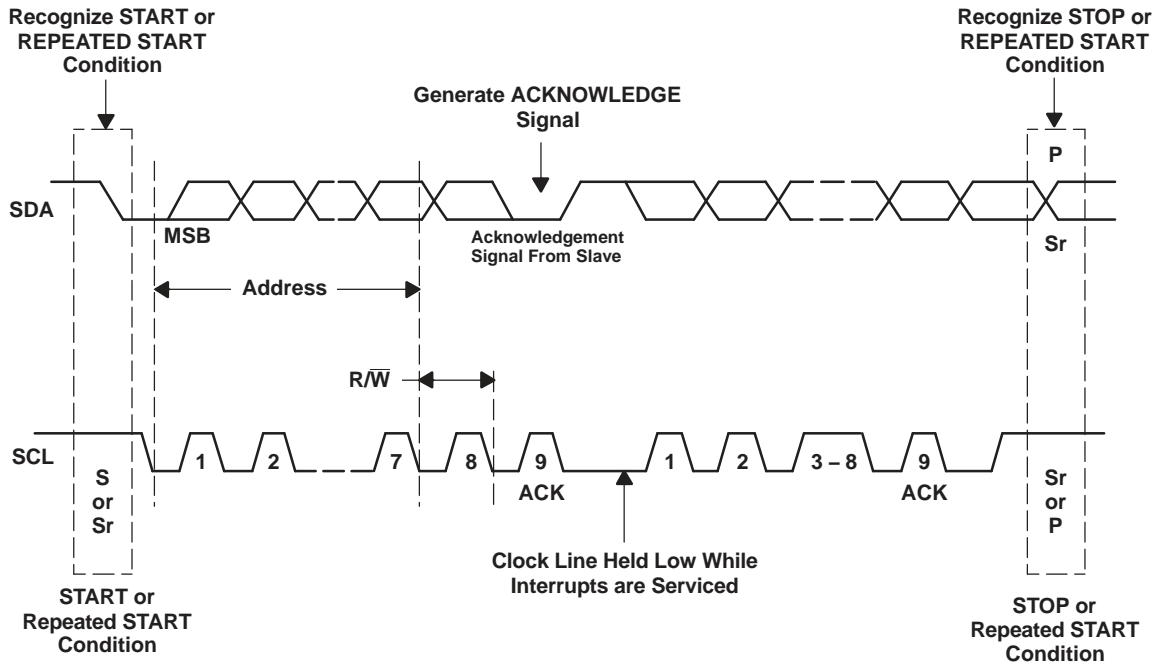 Recognize START or
REPEATED START
Condition
Recognize STOP or
REPEATED START
Condition
Generate ACKNOWLEDGE
Signal
P
SDA
MSB
Acknowledgement
Signal From Slave
Sr
Address
R/W̅
SCL
1
2
7
8
9
1
2
3 – 8
9
ACK
ACK
S
or
Sr
Sr
or
P
Clock Line Held Low While
Interrupts are Serviced
START or
Repeated START
Condition
STOP or
Repeated START
Condition